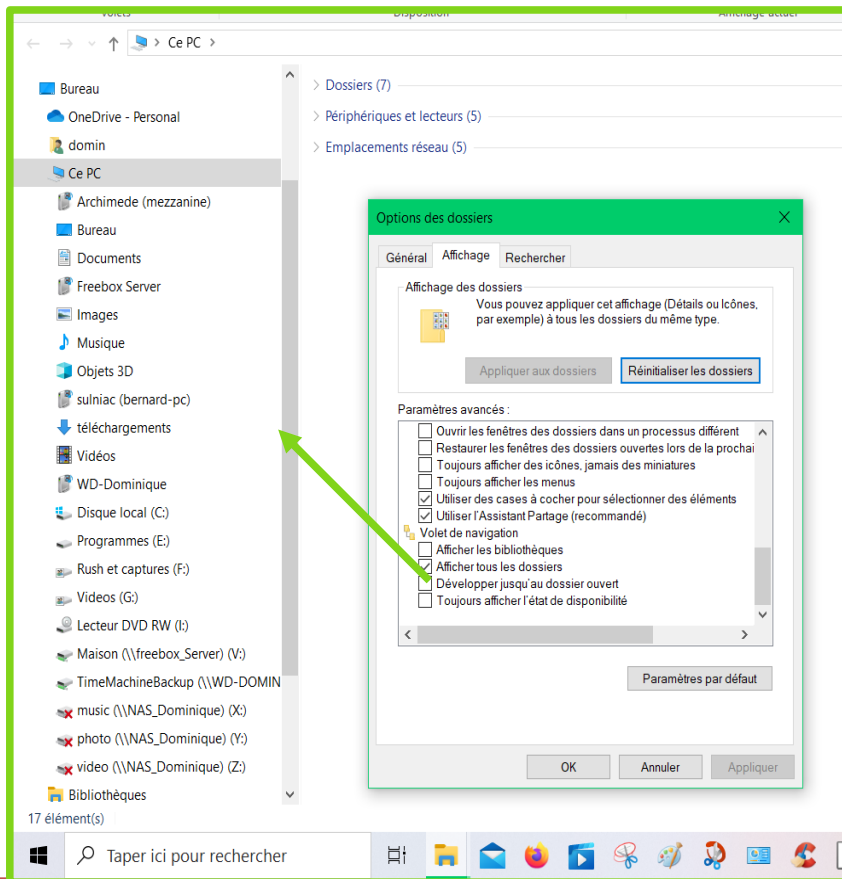 Volets Disposition Affichage actuel
Ce PC
Bureau
OneDrive - Personal
domin
Ce PC
Archimede (mezzanine)
Bureau
Documents
Freebox Server
Images
Musique
Objets 3D
sulniac (bernard-pc)
téléchargements
Vidéos
WD-Dominique
Disque local (C:)
Programmes (E:)
Rush et captures (F:)
Videos (G:)
Lecteur DVD RW (I:)
Maison (\\freebox_Server) (V:)
TimeMachineBackup (\\WD-DOMIN
music (\\NAS_Dominique) (X:)
photo (\\NAS_Dominique) (Y:)
video (\\NAS_Dominique) (Z:)
Bibliothèques
17 élément(s)
Dossiers (7)
Périphériques et lecteurs (5)
Emplacements réseau (5)
Options des dossiers
Général Affichage Rechercher
Affichage des dossiers
Vous pouvez appliquer cet affichage (Détails ou Icônes,
par exemple) à tous les dossiers du même type.
Appliquer aux dossiers Réinitialiser les dossiers
Paramètres avancés :
Ouvrir les fenêtres des dossiers dans un processus différent
Restaurer les fenêtres des dossiers ouvertes lors de la prochai
Toujours afficher des icônes, jamais des miniatures
Toujours afficher les menus
Utiliser des cases à cocher pour sélectionner des éléments
Utiliser l'Assistant Partage (recommandé)
Volet de navigation
Afficher les bibliothèques
Afficher tous les dossiers
Développer jusqu'au dossier ouvert
Toujours afficher l'état de disponibilité
Paramètres par défaut
OK Annuler Appliquer
Taper ici pour rechercher